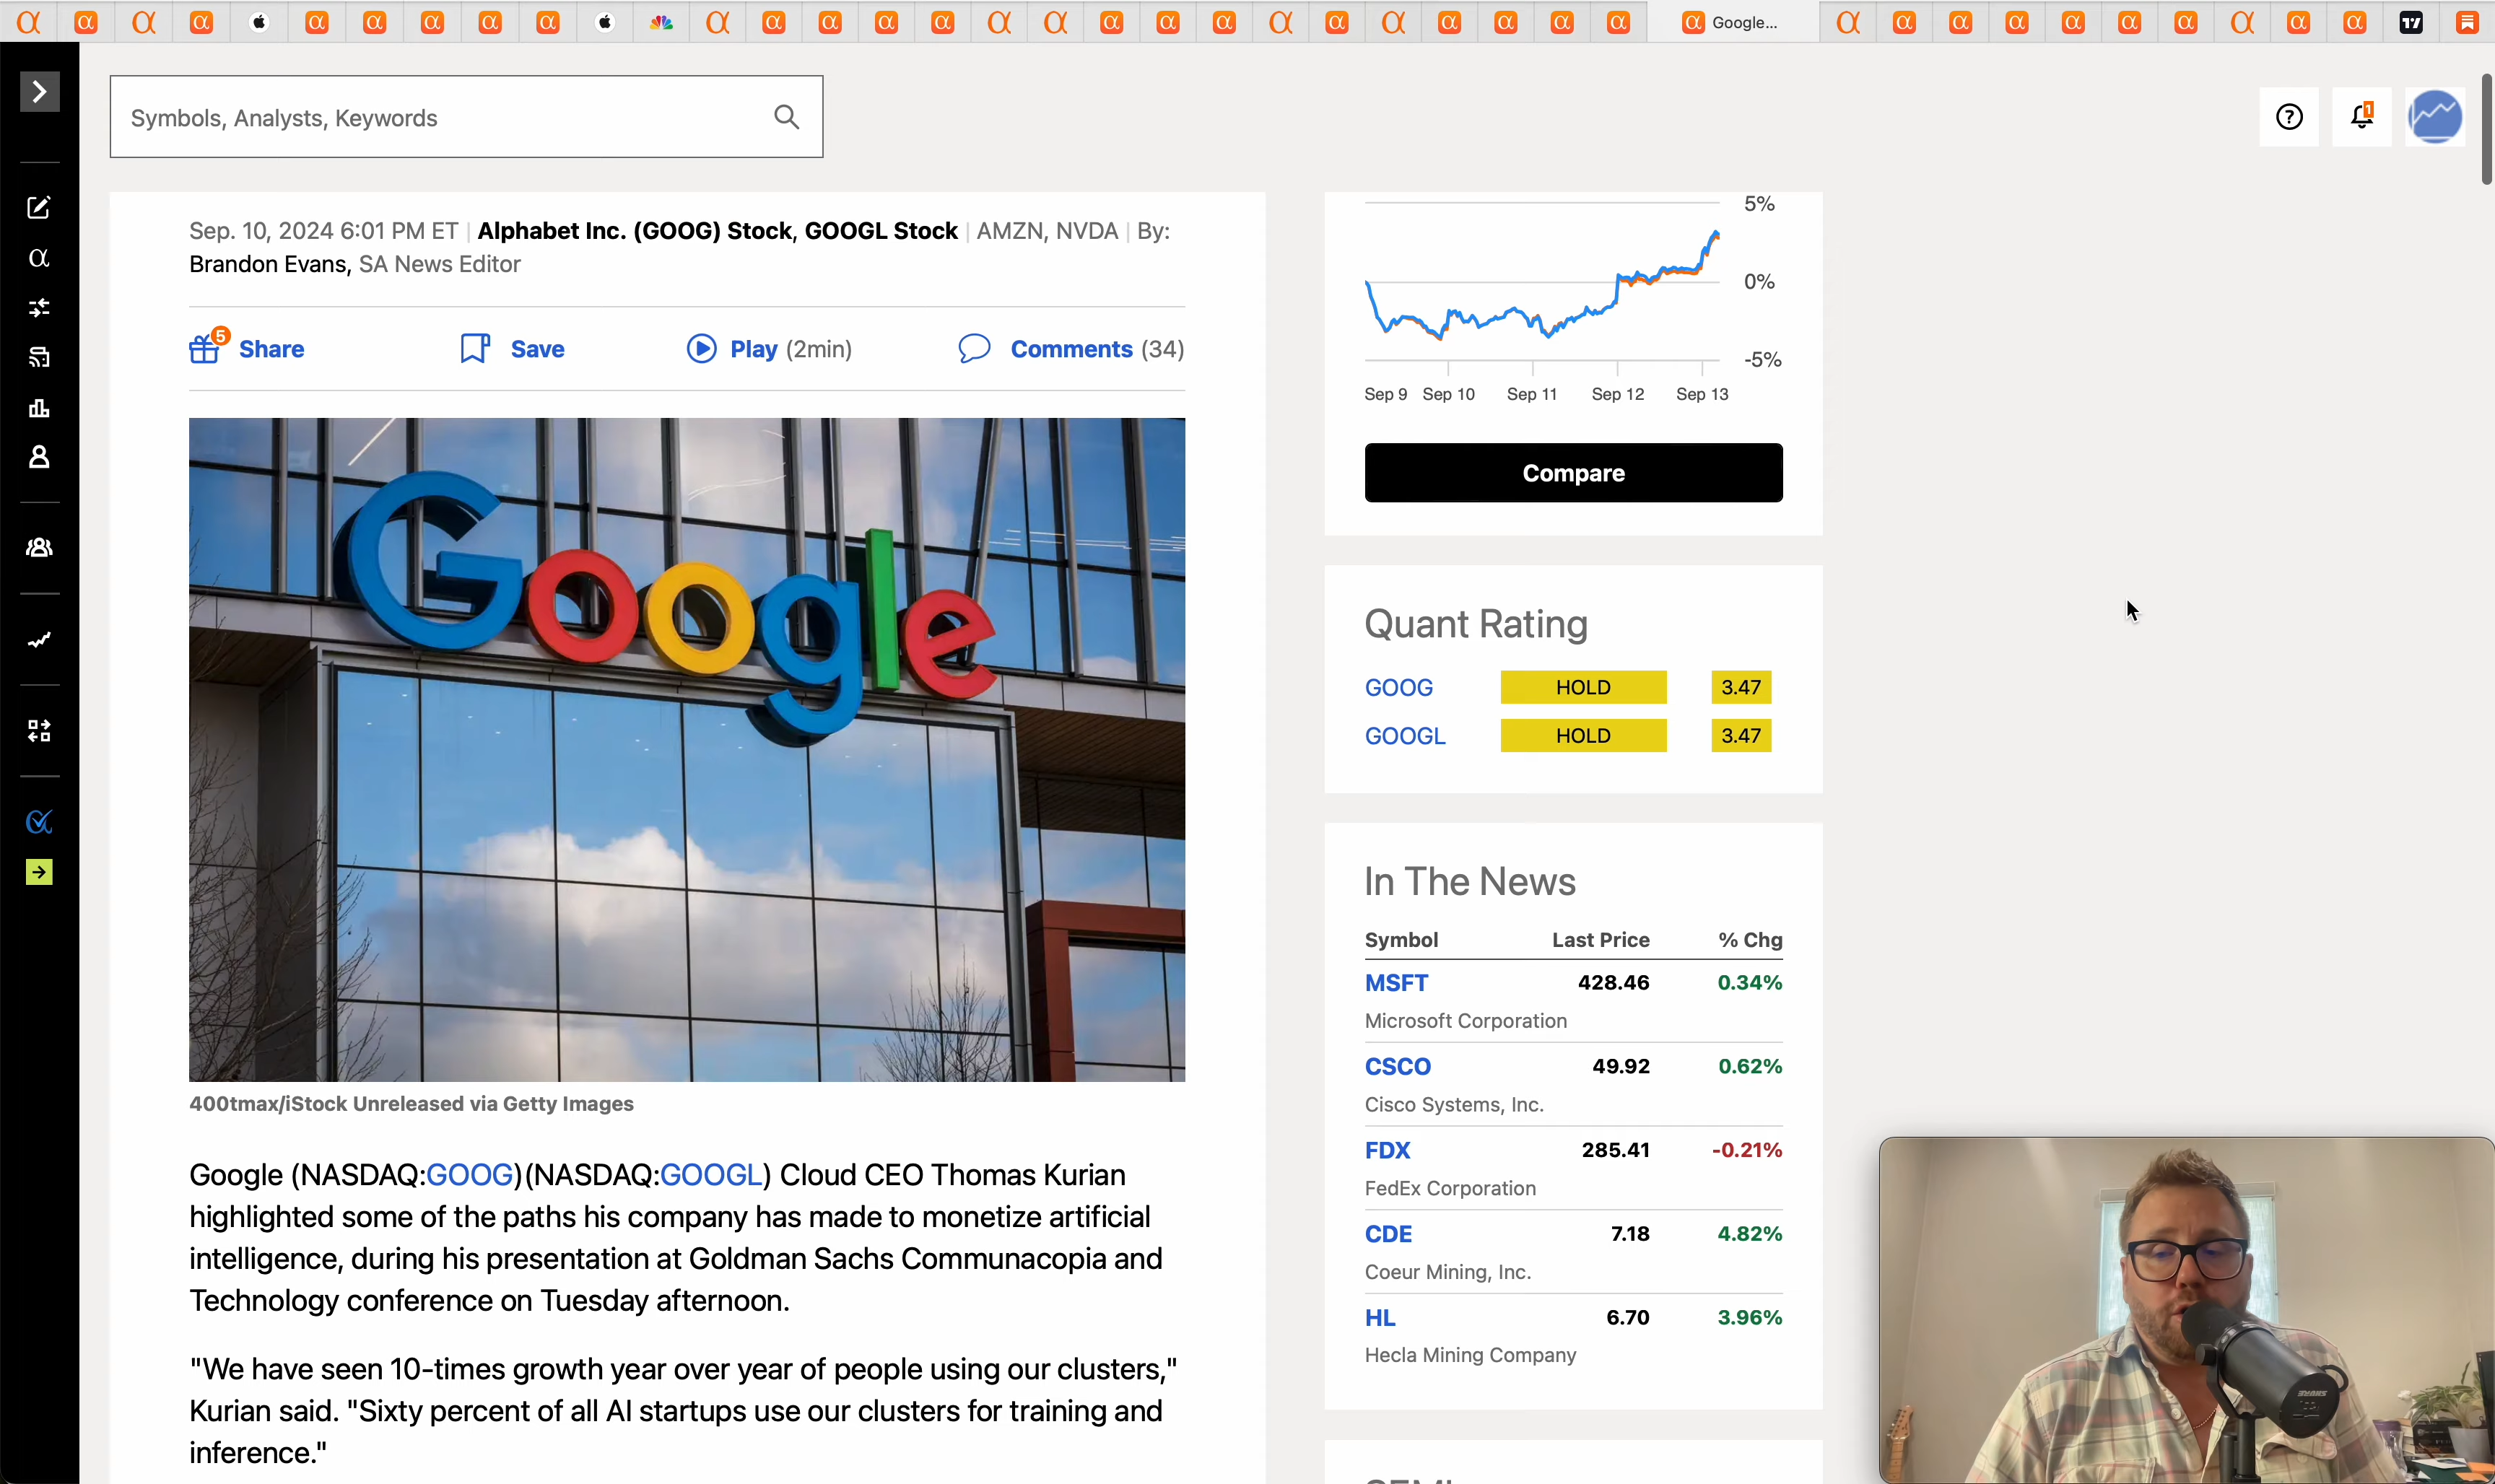 Google...
Symbols, Analysts, Keywords
1
Sep. 10, 2024 6:01 PM ET | Alphabet Inc. (GOOG) Stock, GOOGL Stock | AMZN, NVDA | By:
Brandon Evans, SA News Editor
5
Share
Save
Play (2min)
Comments (34)
Google
400tmax/iStock Unreleased via Getty Images
Google (NASDAQ:GOOG)(NASDAQ:GOOGL) Cloud CEO Thomas Kurian
highlighted some of the paths his company has made to monetize artificial
intelligence, during his presentation at Goldman Sachs Communacopia and
Technology conference on Tuesday afternoon.
"We have seen 10-times growth year over year of people using our clusters,"
Kurian said. "Sixty percent of all AI startups use our clusters for training and
inference."
5%
0%
-5%
Sep 9 Sep 10 Sep 11 Sep 12 Sep 13
Compare
Quant Rating
GOOG HOLD 3.47
GOOGL HOLD 3.47
In The News
Symbol Last Price % Chg
MSFT 428.46 0.34%
Microsoft Corporation
CSCO 49.92 0.62%
Cisco Systems, Inc.
FDX 285.41 -0.21%
FedEx Corporation
CDE 7.18 4.82%
Coeur Mining, Inc.
HL 6.70 3.96%
Hecla Mining Company